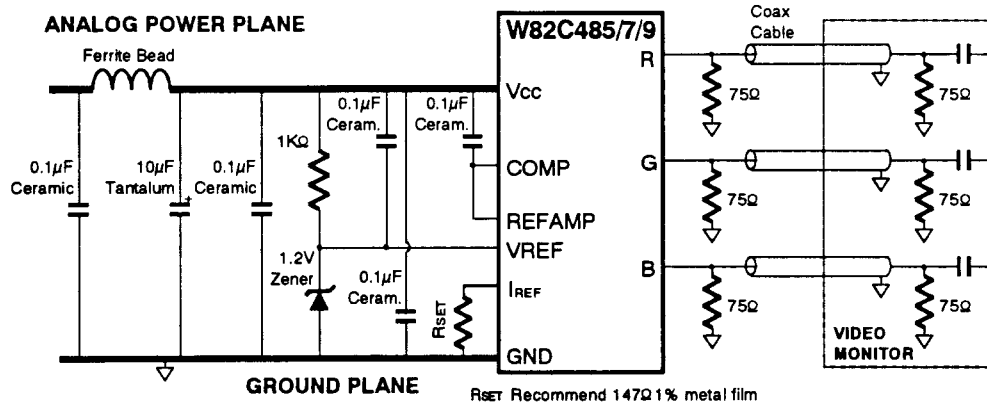 ANALOG POWER PLANE
Ferrite Bead
0.1µF
Ceramic
10µF
Tantalum
+
0.1µF
Ceramic
1KΩ
1.2V
Zener
0.1µF
Ceram.
0.1µF
Ceram.
0.1µF
Ceram.
RSET
W82C485/7/9
Vcc
COMP
REFAMP
VREF
IREF
GND
R
G
B
Coax
Cable
75Ω
75Ω
75Ω
75Ω
75Ω
75Ω
VIDEO
MONITOR
GROUND PLANE
RSET Recommend 147Ω 1% metal film